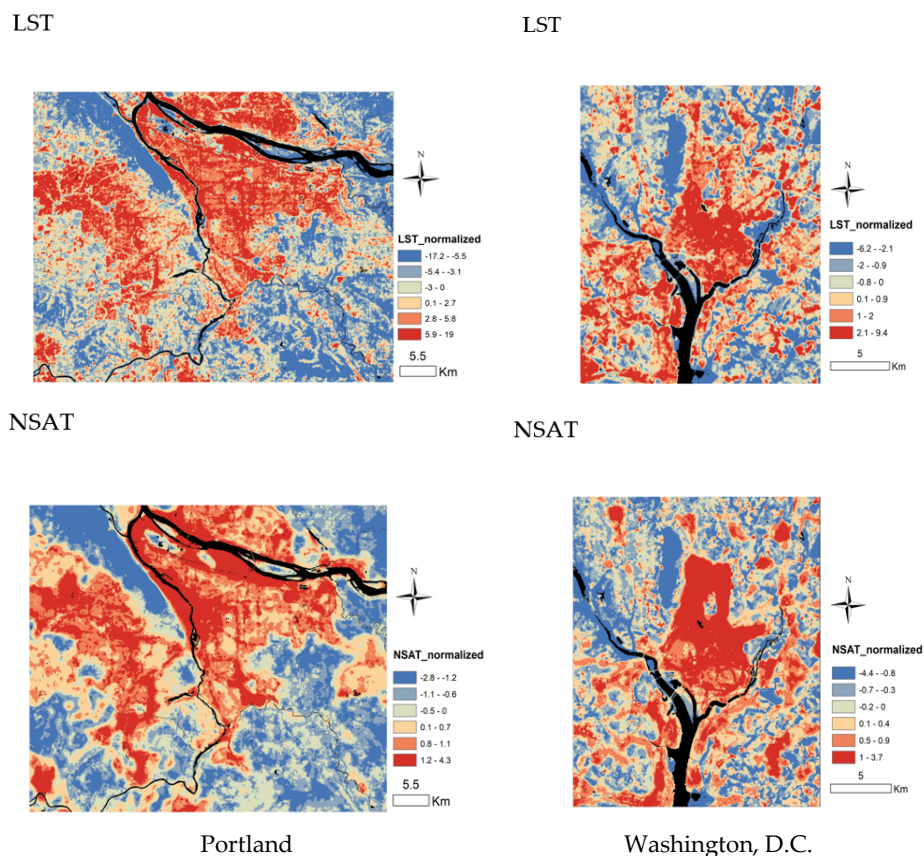 LST
LST
N
LST_normalized
-17.2 - -5.5
-5.4 - -3.1
-3 - 0
0.1 - 2.7
2.8 - 5.8
5.9 - 19
5.5
Km
N
LST_normalized
-6.2 - -2.1
-2 - -0.9
-0.8 - 0
0.1 - 0.9
1 - 2
2.1 - 9.4
5
Km
NSAT
NSAT
N
NSAT_normalized
-2.8 - -1.2
-1.1 - -0.6
-0.5 - 0
0.1 - 0.7
0.8 - 1.1
1.2 - 4.3
5.5
Km
N
NSAT_normalized
-4.4 - -0.8
-0.7 - -0.3
-0.2 - 0
0.1 - 0.4
0.5 - 0.9
1 - 3.7
5
Km
Portland
Washington, D.C.